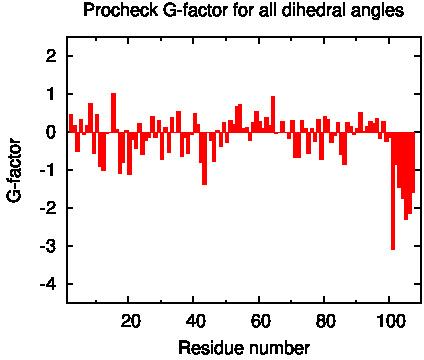 Procheck G-factor for all dihedral angles
2
1
0
-1
-2
-3
-4
G-factor
20 40 60 80 100
Residue number